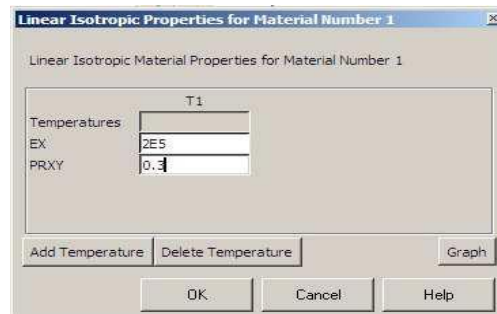 Linear Isotropic Properties for Material Number 1
Linear Isotropic Material Properties for Material Number 1
T1
Temperatures
EX 2E5
PRXY 0.3
Add Temperature Delete Temperature Graph
OK Cancel Help